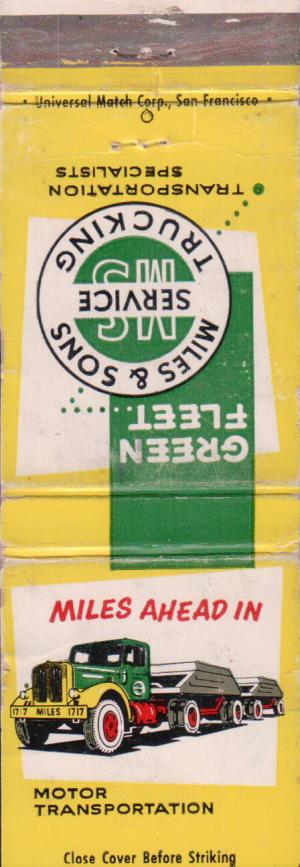 • Universal Match Corp., San Francisco •
GREEN
FLEET
MILES & SONS
TRUCKING
MS
SERVICE
TRANSPORTATION
SPECIALISTS
MILES AHEAD IN
1717 MILES 1717
MOTOR
TRANSPORTATION
Close Cover Before Striking